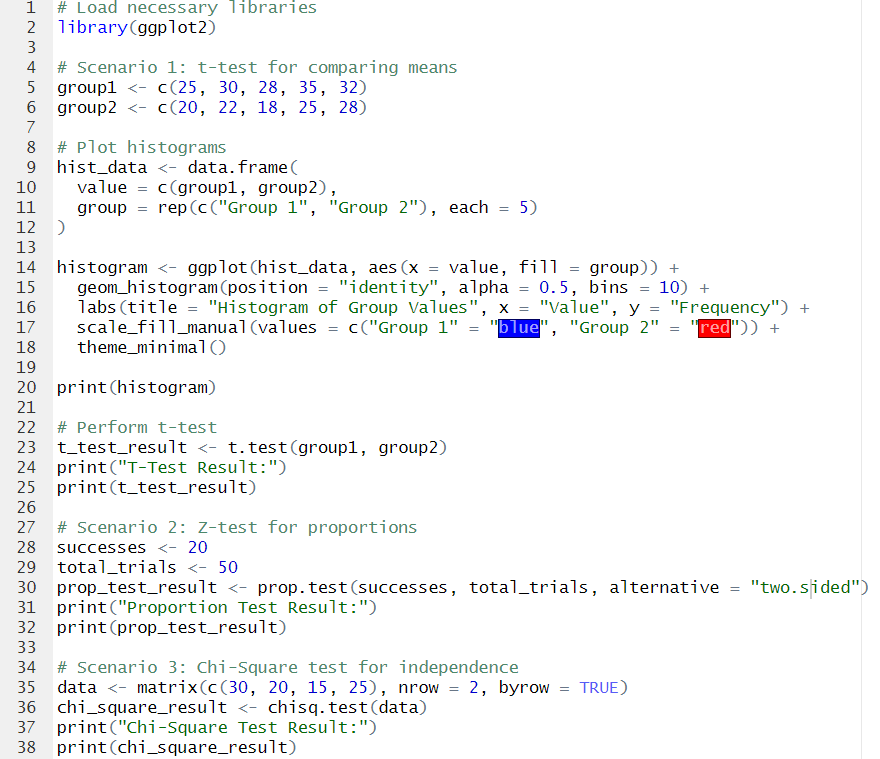 1 # Load necessary libraries
2 library(ggplot2)
3
4 # Scenario 1: t-test for comparing means
5 group1 <- c(25, 30, 28, 35, 32)
6 group2 <- c(20, 22, 18, 25, 28)
7
8 # Plot histograms
9 hist_data <- data.frame(
10   value = c(group1, group2),
11   group = rep(c("Group 1", "Group 2"), each = 5)
12 )
13
14 histogram <- ggplot(hist_data, aes(x = value, fill = group)) +
15   geom_histogram(position = "identity", alpha = 0.5, bins = 10) +
16   labs(title = "Histogram of Group Values", x = "Value", y = "Frequency") +
17   scale_fill_manual(values = c("Group 1" = "blue", "Group 2" = "red")) +
18   theme_minimal()
19
20 print(histogram)
21
22 # Perform t-test
23 t_test_result <- t.test(group1, group2)
24 print("T-Test Result:")
25 print(t_test_result)
26
27 # Scenario 2: Z-test for proportions
28 successes <- 20
29 total_trials <- 50
30 prop_test_result <- prop.test(successes, total_trials, alternative = "two.sided")
31 print("Proportion Test Result:")
32 print(prop_test_result)
33
34 # Scenario 3: Chi-Square test for independence
35 data <- matrix(c(30, 20, 15, 25), nrow = 2, byrow = TRUE)
36 chi_square_result <- chisq.test(data)
37 print("Chi-Square Test Result:")
38 print(chi_square_result)